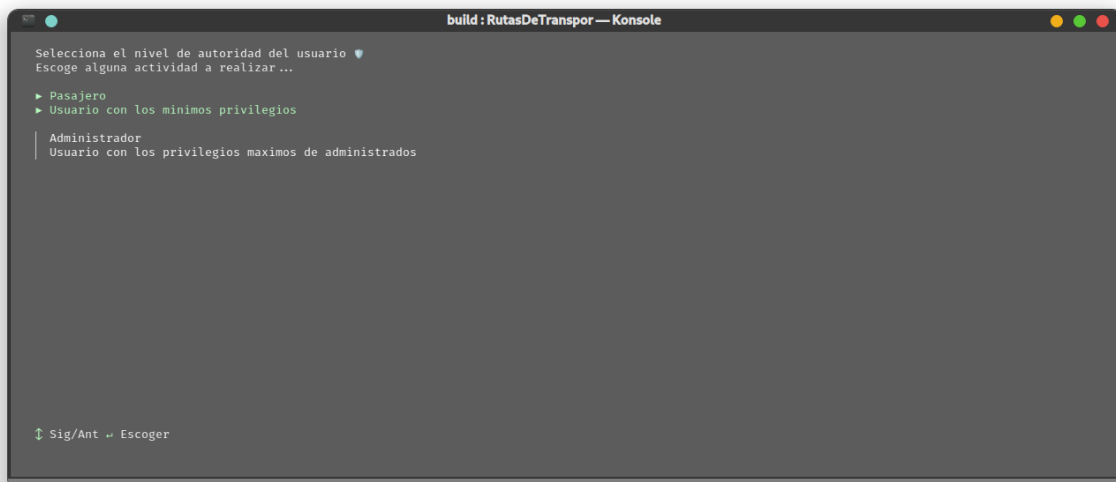 build : RutasDeTranspor — Konsole
Selecciona el nivel de autoridad del usuario 🛡️
Escoge alguna actividad a realizar...
▸ Pasajero
▸ Usuario con los minimos privilegios
Administrador
Usuario con los privilegios maximos de administrados
↕ Sig/Ant ↵ Escoger